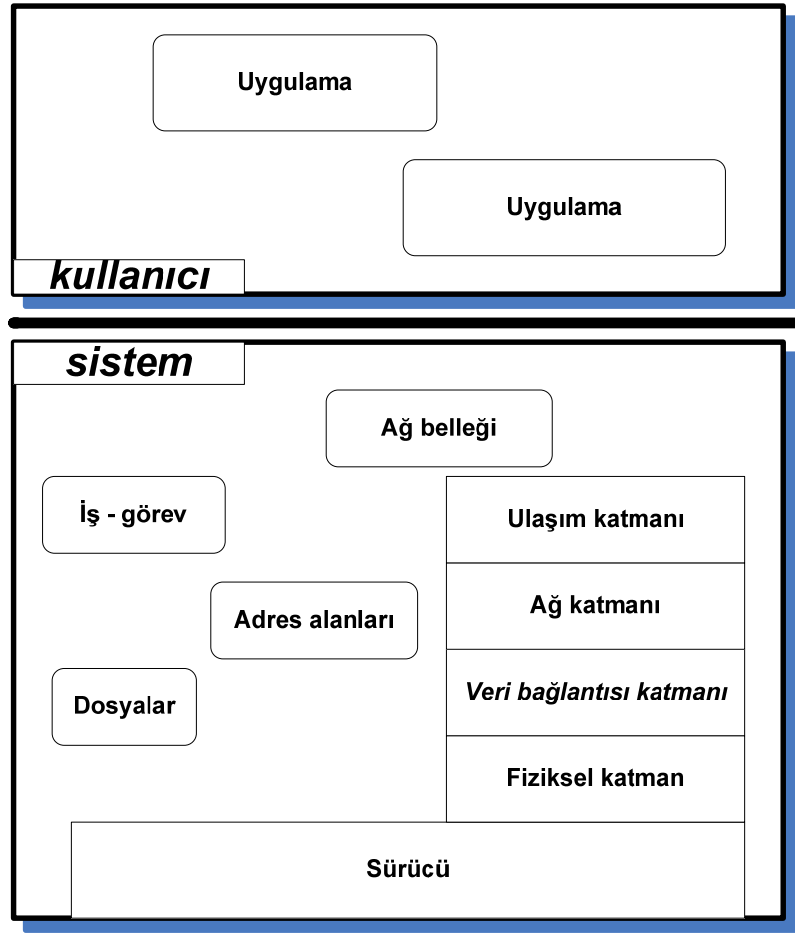 Uygulama
Uygulama
kullanıcı
sistem
Ağ belleği
İş - görev
Ulaşım katmanı
Ağ katmanı
Adres alanları
Veri bağlantısı katmanı
Dosyalar
Fiziksel katman
Sürücü